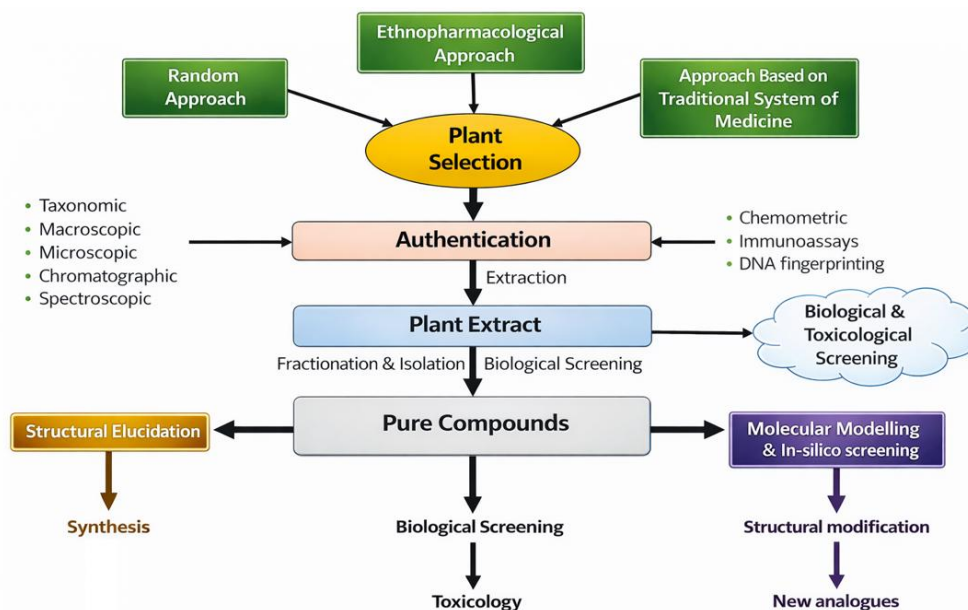 Ethnopharmacological
Approach
Random
Approach
Approach Based on
Traditional System of
Medicine
Plant
Selection
• Taxonomic
• Macroscopic
• Microscopic
• Chromatographic
• Spectroscopic
Authentication
• Chemometric
• Immunoassays
• DNA fingerprinting
Extraction
Plant Extract
Biological &
Toxicological
Screening
Fractionation & Isolation
Biological Screening
Structural Elucidation
Pure Compounds
Molecular Modelling
& In-silico screening
Synthesis
Biological Screening
Structural modification
Toxicology
New analogues